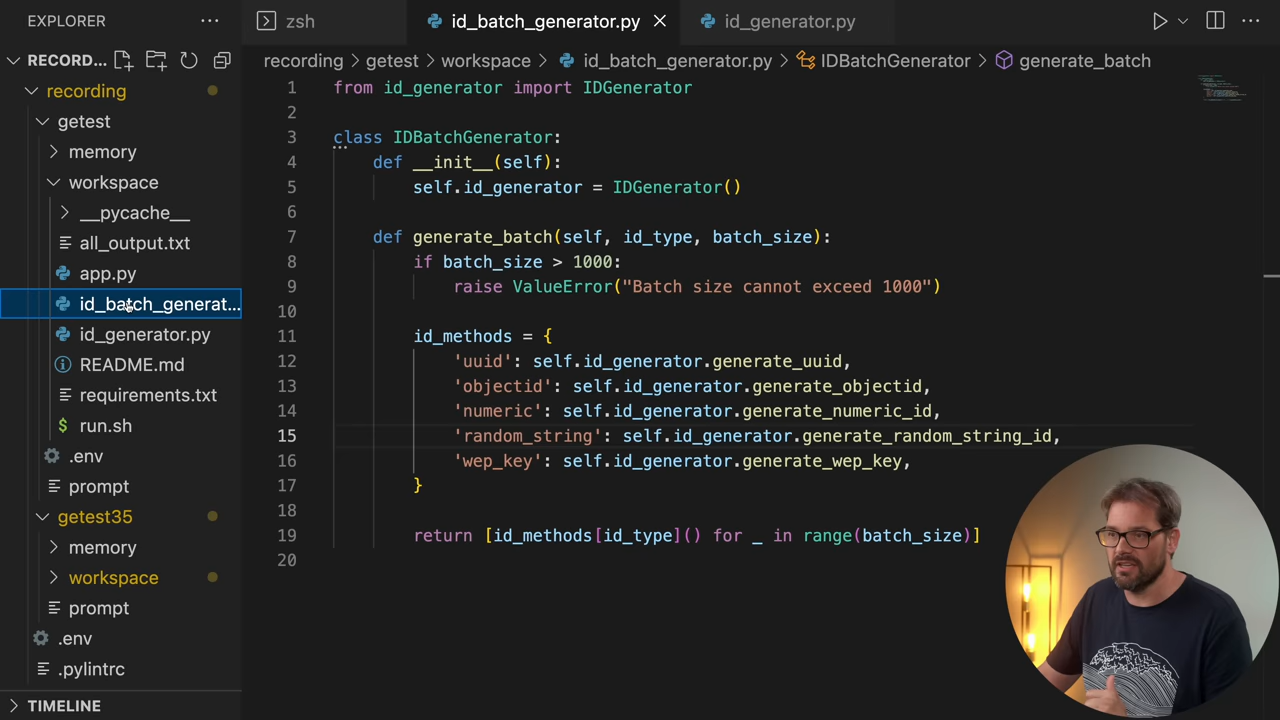 EXPLORER
RECORD...
recording
getest
memory
workspace
__pycache__
all_output.txt
app.py
id_batch_generat...
id_generator.py
README.md
requirements.txt
$ run.sh
.env
prompt
getest35
memory
workspace
prompt
.env
.pylintrc
TIMELINE
zsh
id_batch_generator.py
id_generator.py
recording > getest > workspace > id_batch_generator.py > IDBatchGenerator > generate_batch
1 from id_generator import IDGenerator
2
3 class IDBatchGenerator:
4 def __init__(self):
5 self.id_generator = IDGenerator()
6
7 def generate_batch(self, id_type, batch_size):
8 if batch_size > 1000:
9 raise ValueError("Batch size cannot exceed 1000")
10
11 id_methods = {
12 'uuid': self.id_generator.generate_uuid,
13 'objectid': self.id_generator.generate_objectid,
14 'numeric': self.id_generator.generate_numeric_id,
15 'random_string': self.id_generator.generate_random_string_id,
16 'wep_key': self.id_generator.generate_wep_key,
17 }
18
19 return [id_methods[id_type]() for _ in range(batch_size)]
20